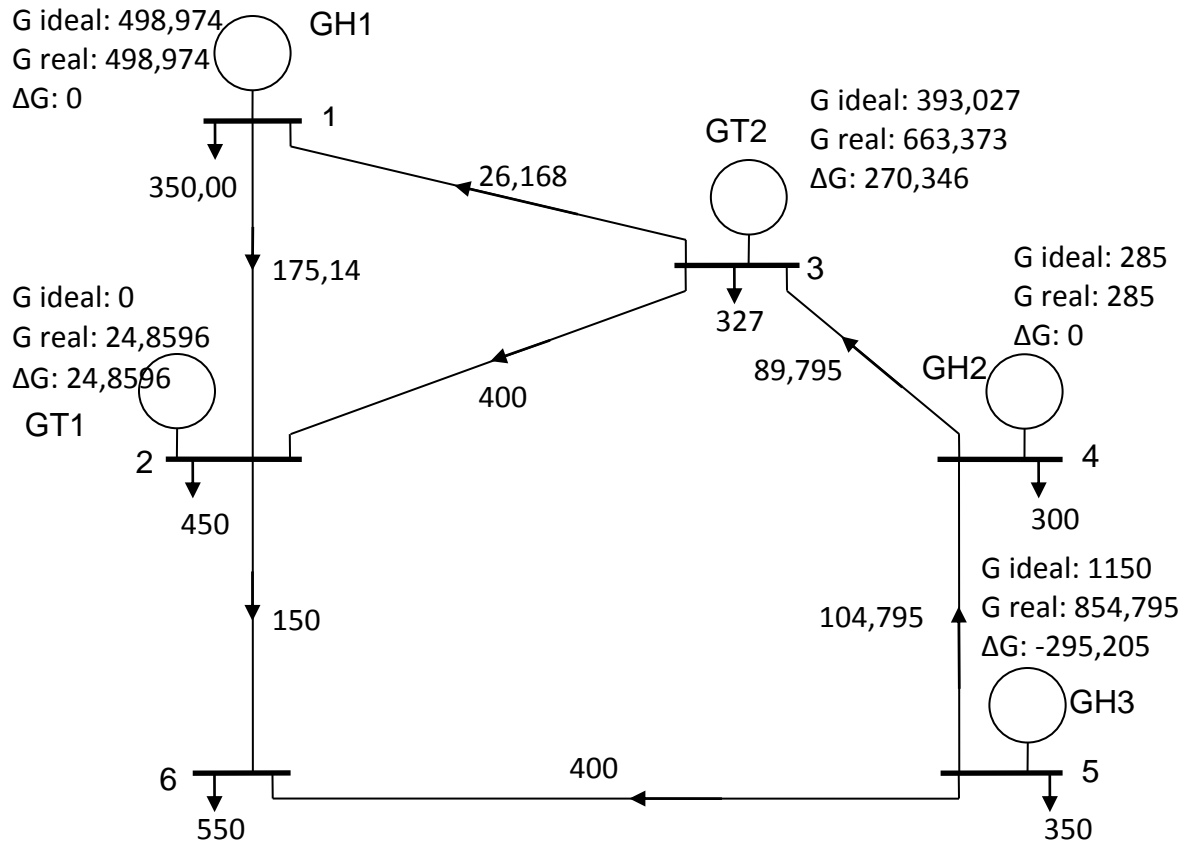 G ideal: 498,974
G real: 498,974
ΔG: 0
GH1
1
350,00
26,168
175,14
G ideal: 393,027
G real: 663,373
ΔG: 270,346
GT2
3
327
G ideal: 285
G real: 285
ΔG: 0
GH2
89,795
4
300
G ideal: 0
G real: 24,8596
ΔG: 24,8596
GT1
400
2
450
150
104,795
G ideal: 1150
G real: 854,795
ΔG: -295,205
GH3
5
350
400
6
550